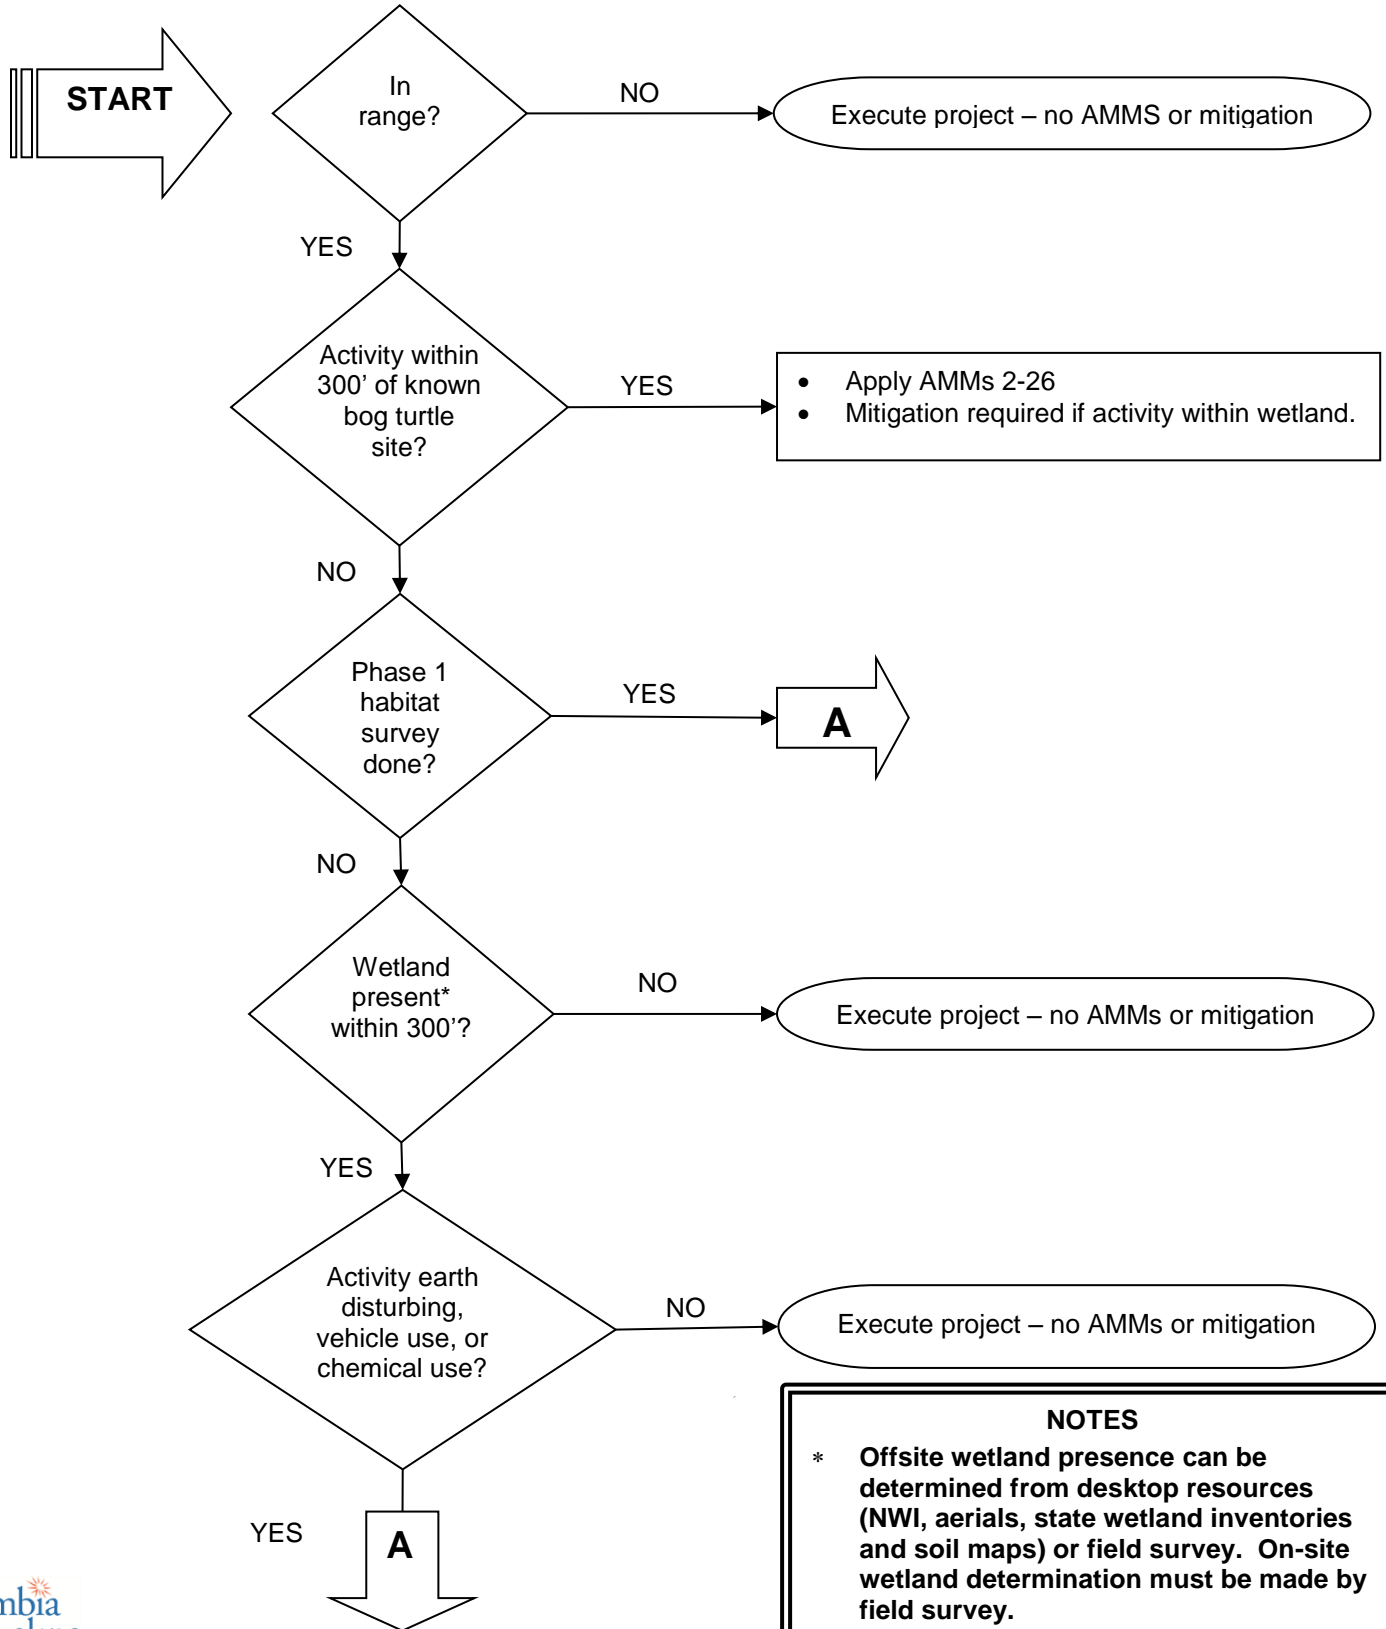 START
In
range?
NO
Execute project – no AMMS or mitigation
YES
Activity within
300’ of known
bog turtle
site?
YES
• Apply AMMs 2-26
• Mitigation required if activity within wetland.
NO
Phase 1
habitat
survey
done?
YES
A
NO
Wetland
present*
within 300’?
NO
Execute project – no AMMs or mitigation
YES
Activity earth
disturbing,
vehicle use, or
chemical use?
NO
Execute project – no AMMs or mitigation
YES
A
NOTES
* Offsite wetland presence can be
determined from desktop resources
(NWI, aerials, state wetland inventories
and soil maps) or field survey. On-site
wetland determination must be made by
field survey.
mbia